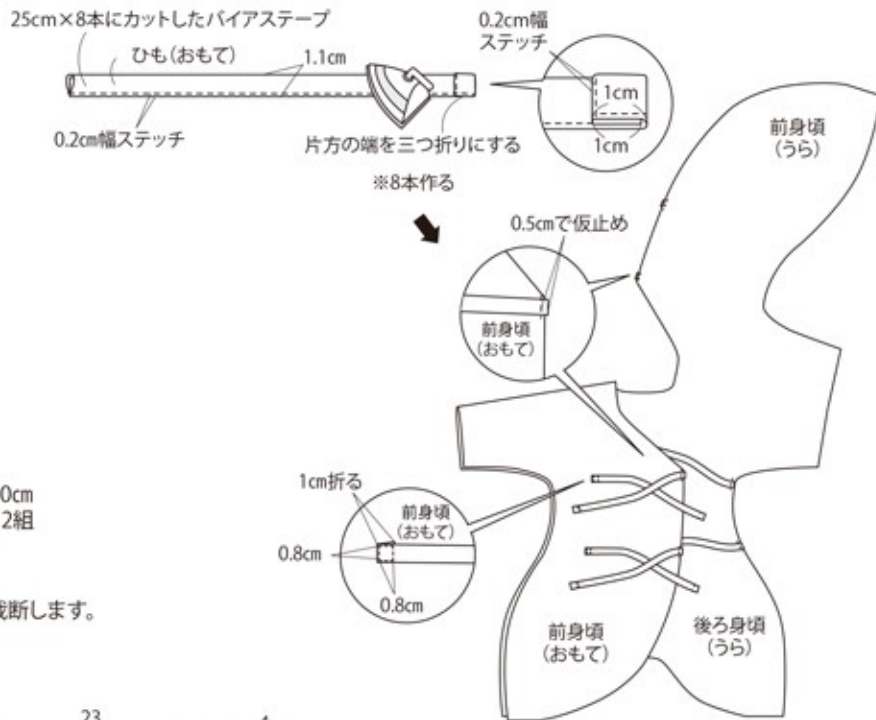 25cm×8本にカットしたバイアステープ
ひも(おもて)
1.1cm
0.2cm幅ステッチ
片方の端を三つ折りにする
※8本作る
0.2cm幅
ステッチ
1cm
1cm
前身頃
(うら)
0.5cmで仮止め
前身頃
(おもて)
1cm折る
前身頃
(おもて)
0.8cm
0.8cm
前身頃
(おもて)
後ろ身頃
(うら)
0cm
2組
裁断します。
23
4